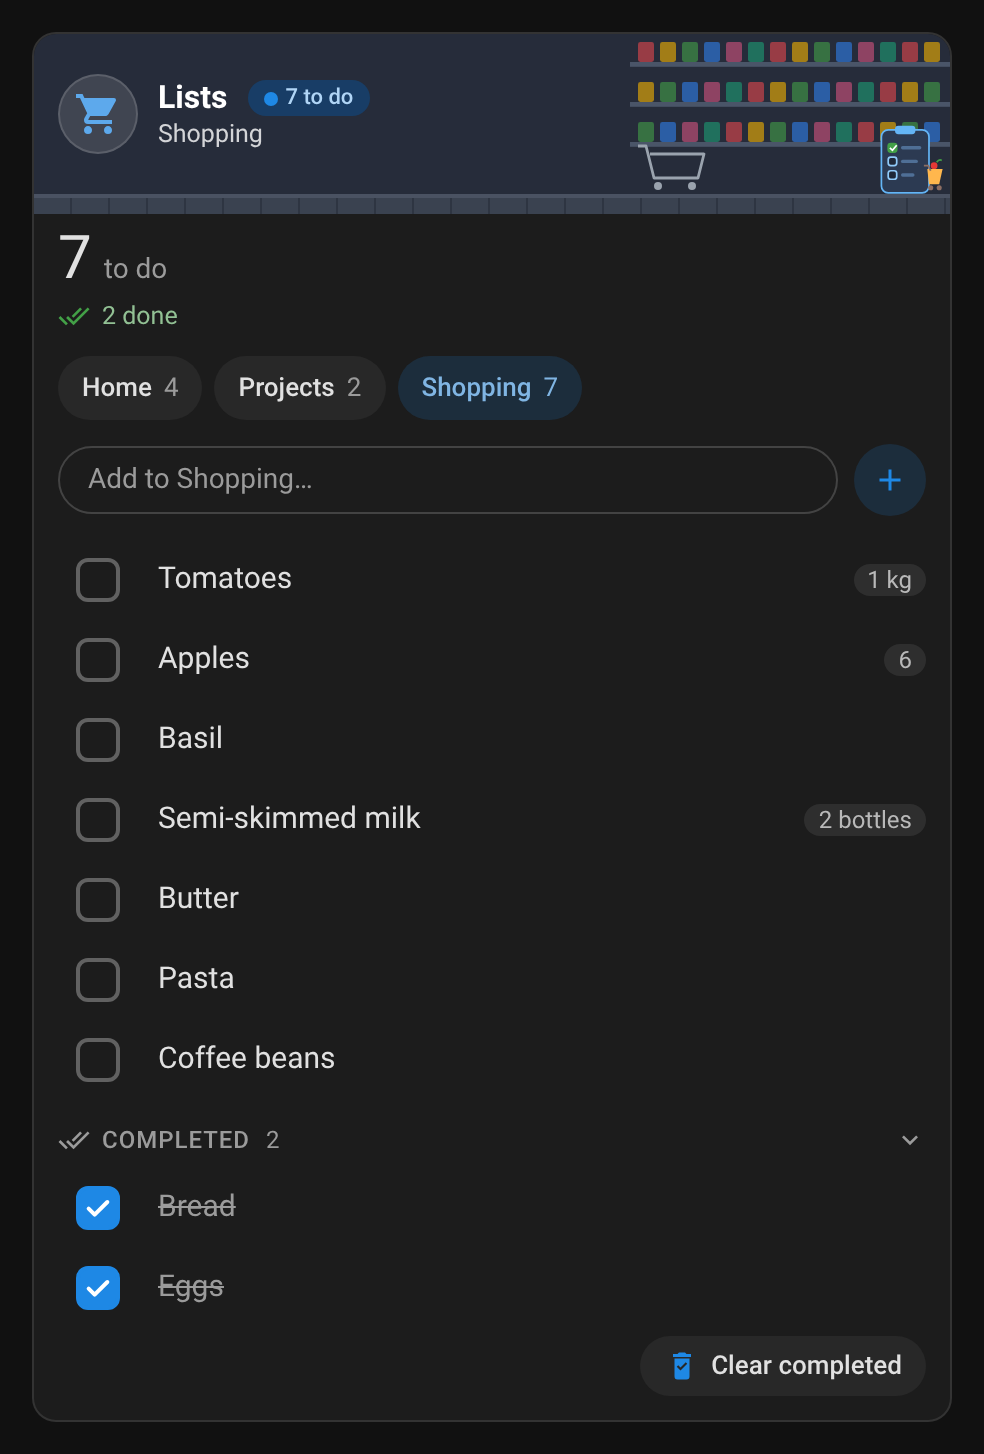 Lists
7 to do
Shopping
7 to do
2 done
Home 4
Projects 2
Shopping 7
Add to Shopping...
Tomatoes
1 kg
Apples
6
Basil
Semi-skimmed milk
2 bottles
Butter
Pasta
Coffee beans
COMPLETED 2
Bread
Eggs
Clear completed